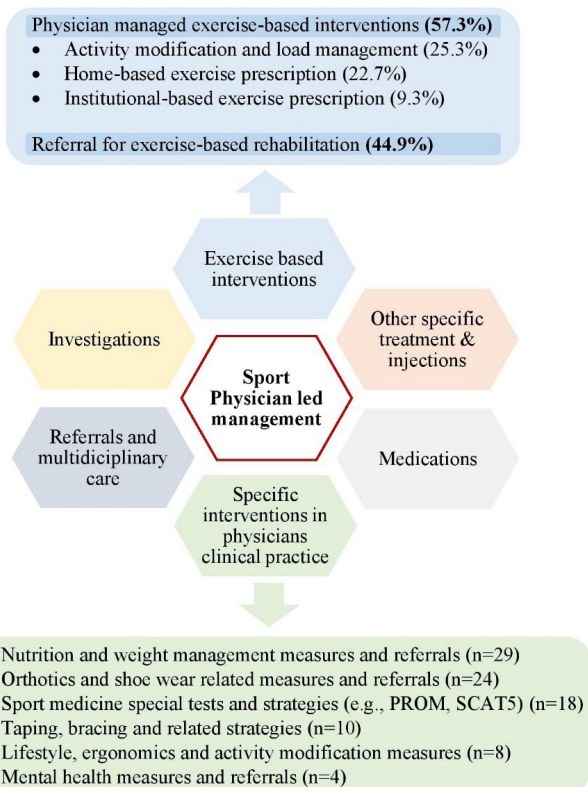 Physician managed exercise-based interventions (57.3%)
• Activity modification and load management (25.3%)
• Home-based exercise prescription (22.7%)
• Institutional-based exercise prescription (9.3%)
Referral for exercise-based rehabilitation (44.9%)
Exercise based
interventions
Investigations
Other specific
treatment &
injections
Sport
Physician led
management
Referrals and
multidiciplinary
care
Medications
Specific
interventions in
physicians
clinical practice
Nutrition and weight management measures and referrals (n=29)
Orthotics and shoe wear related measures and referrals (n=24)
Sport medicine special tests and strategies (e.g., PROM, SCAT5) (n=18)
Taping, bracing and related strategies (n=10)
Lifestyle, ergonomics and activity modification measures (n=8)
Mental health measures and referrals (n=4)